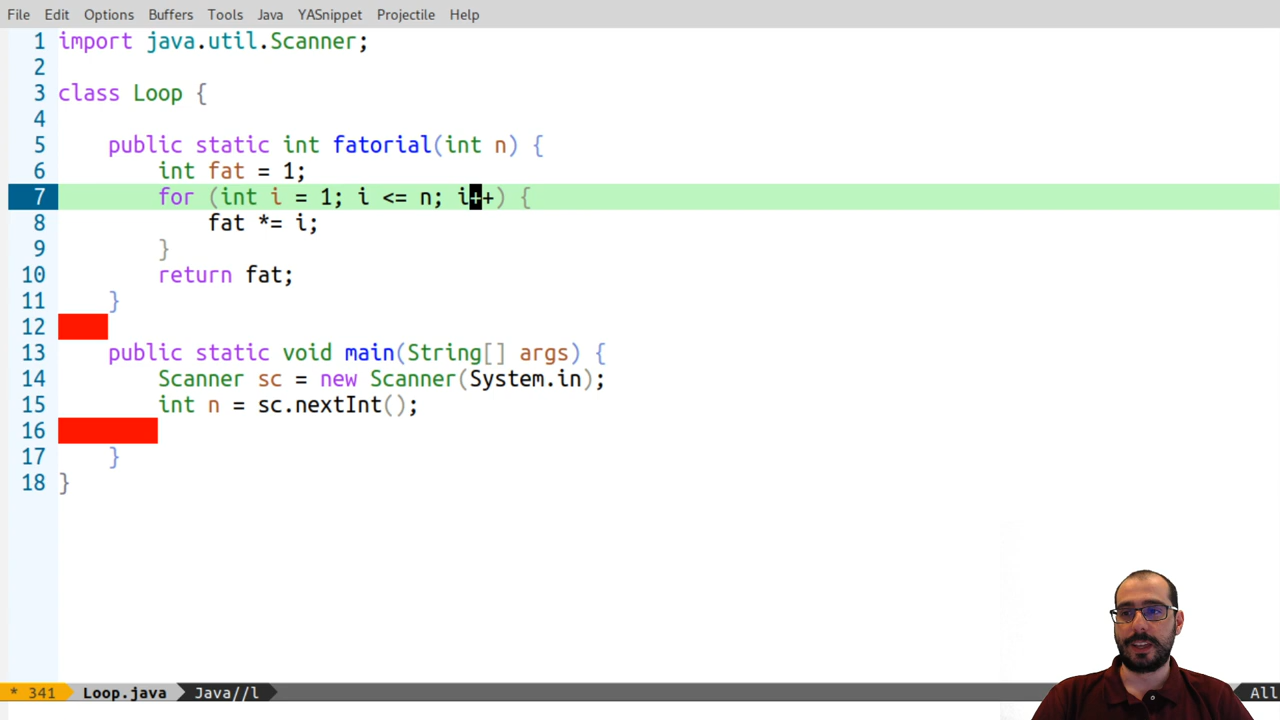 File Edit Options Buffers Tools Java YASnippet Projectile Help
1 import java.util.Scanner;
2
3 class Loop {
4
5     public static int fatorial(int n) {
6         int fat = 1;
7         for (int i = 1; i <= n; i++) {
8             fat *= i;
9         }
10         return fat;
11     }
12
13     public static void main(String[] args) {
14         Scanner sc = new Scanner(System.in);
15         int n = sc.nextInt();
16
17     }
18 }
* 341 Loop.java Java//l All